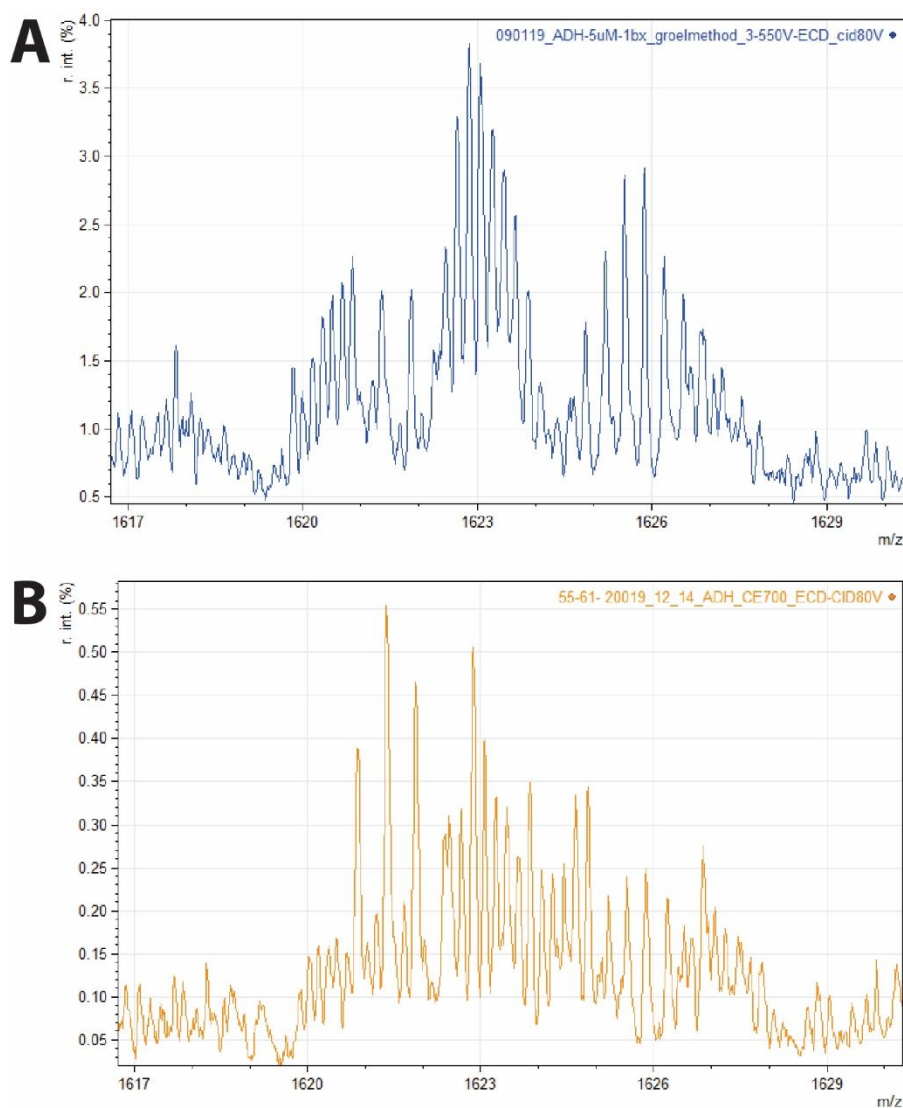 A
r. int. (%)
090119_ADH-5uM-1bx_groelmethod_3-550V-ECD_cid80V
4.0
3.5
3.0
2.5
2.0
1.5
1.0
0.5
1617 1620 1623 1626 1629
m/z
B
r. int. (%)
55-61- 20019_12_14_ADH_CE700_ECD-CID80V
0.55
0.50
0.45
0.40
0.35
0.30
0.25
0.20
0.15
0.10
0.05
1617 1620 1623 1626 1629
m/z